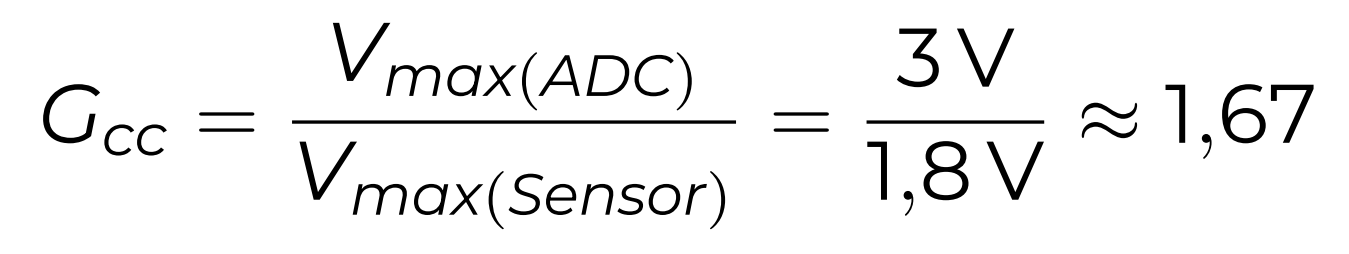 G_cc = V_max(ADC) / V_max(Sensor) = 3 V / 1,8 V ≈ 1,67